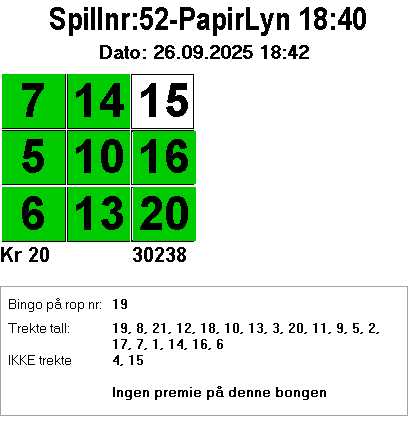 Spillnr:52-PapirLyn 18:40
Dato: 26.09.2025 18:42
7 14 15
5 10 16
6 13 20
Kr 20 30238
Bingo på rop nr: 19
Trekte tall: 19, 8, 21, 12, 18, 10, 13, 3, 20, 11, 9, 5, 2,
17, 7, 1, 14, 16, 6
IKKE trekte 4, 15
Ingen premie på denne bongen